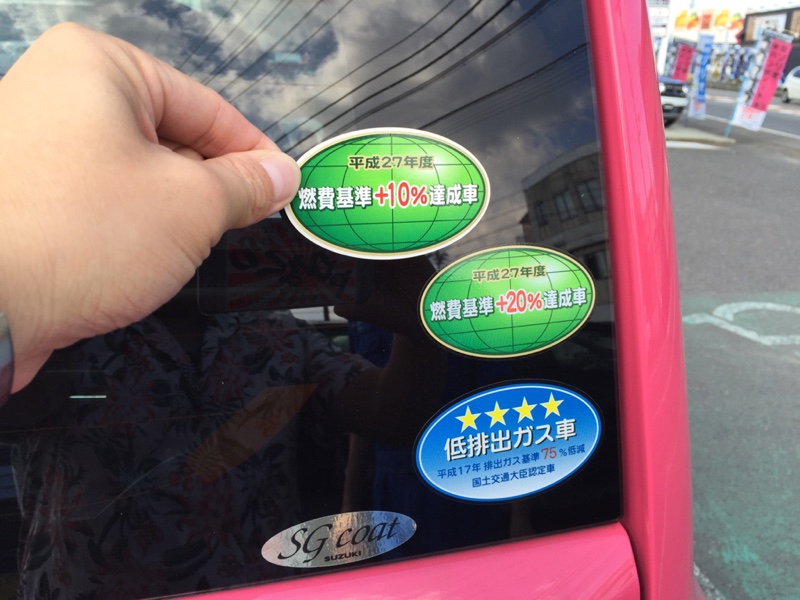 平成27年度
燃費基準+10%達成車
平成27年度
燃費基準+20%達成車
低排出ガス車
平成17年 排出ガス基準75%低減
国土交通大臣認定車
SG coat
SUZUKI